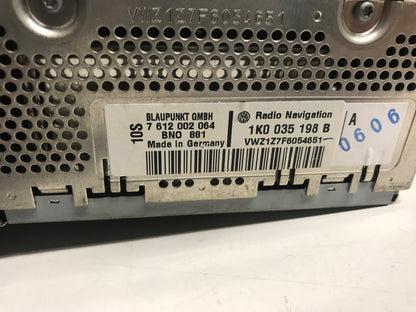 VWZ1Z7F6054651
1DS
BLAUPUNKT GMBH
7 612 002 064
BNO 881
Made in Germany
Radio Navigation
1K0 035 198 B
VWZ1Z7F6054651
A
0606